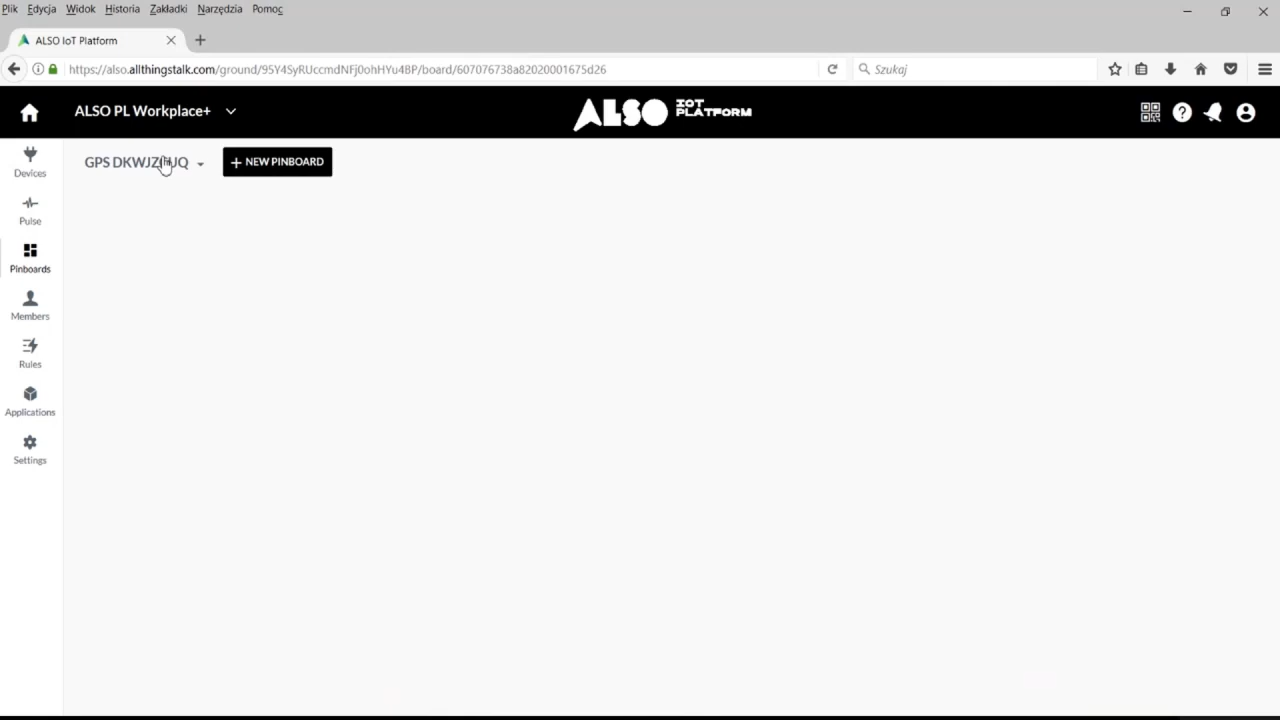 Plik Edycja Widok Historia Zakładki Narzędzia Pomoc
ALSO IoT Platform
https://also.allthingstalk.com/ground/95Y4SyRUccmdNFj0ohHYu4BP/board/607076738a82020001675d26
Szukaj
ALSO PL Workplace+
ALSO IOT PLATFORM
GPS
NEW PINBOARD
Devices
Pulse
Pinboards
Members
Rules
Applications
Settings